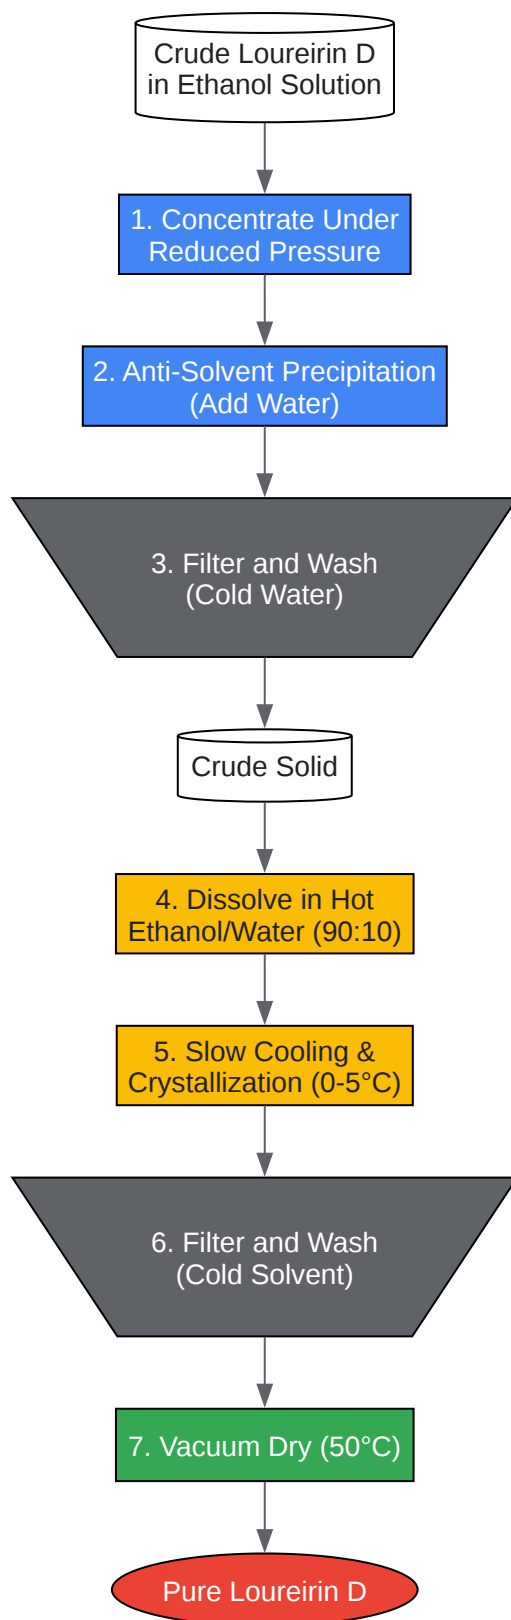 Crude Loureirin D
in Ethanol Solution
1. Concentrate Under
Reduced Pressure
2. Anti-Solvent Precipitation
(Add Water)
3. Filter and Wash
(Cold Water)
Crude Solid
4. Dissolve in Hot
Ethanol/Water (90:10)
5. Slow Cooling &
Crystallization (0-5°C)
6. Filter and Wash
(Cold Solvent)
7. Vacuum Dry (50°C)
Pure Loureirin D